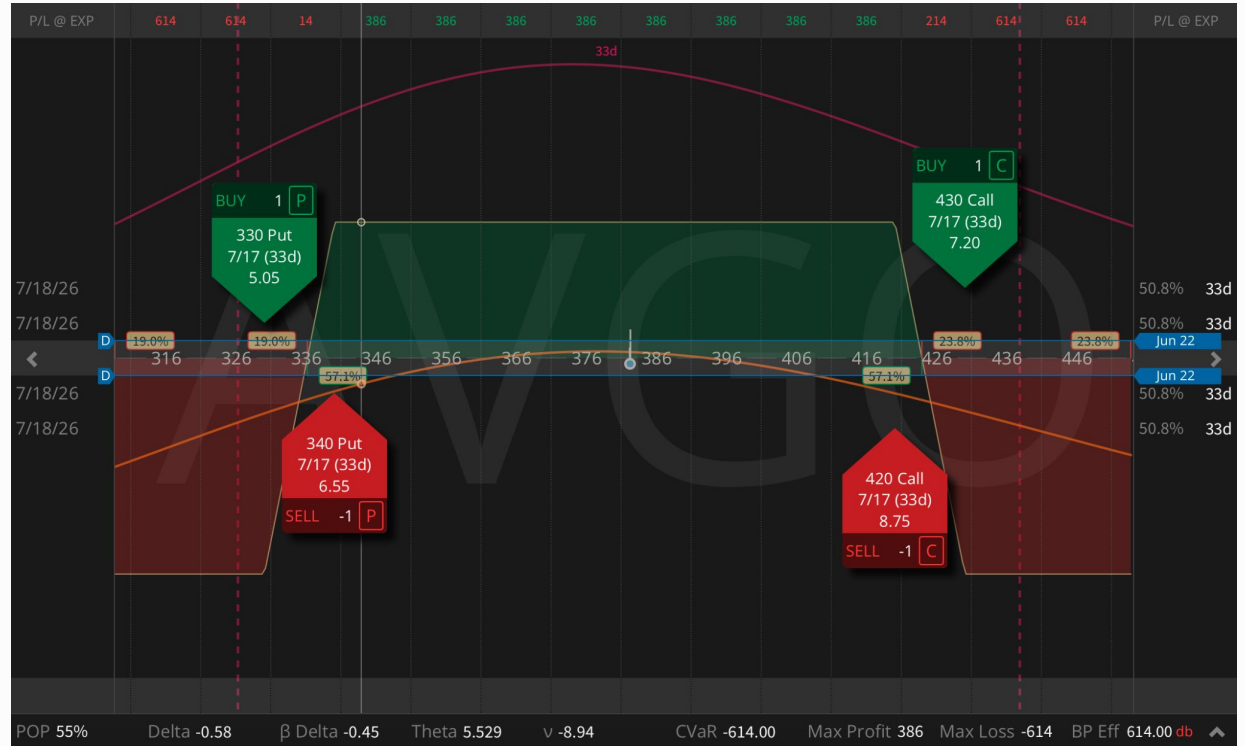 P/L @ EXP 614 614 14 386 386 386 386 386 386 386 214 614 614 P/L @ EXP
33d
BUY 1 P
330 Put
7/17 (33d)
5.05
BUY 1 C
430 Call
7/17 (33d)
7.20
AVGO
7/18/26 50.8% 33d
7/18/26 50.8% 33d
D 19.0% 19.0% 23.8% 23.8% Jun 22
316 326 336 346 356 366 376 386 396 406 416 426 436 446
D 57.1% 57.1% Jun 22
7/18/26 50.8% 33d
7/18/26 50.8% 33d
340 Put
7/17 (33d)
6.55
SELL -1 P
420 Call
7/17 (33d)
8.75
SELL -1 C
POP 55% Delta -0.58 β Delta -0.45 Theta 5.529 ν -8.94 CVaR -614.00 Max Profit 386 Max Loss -614 BP Eff 614.00 db